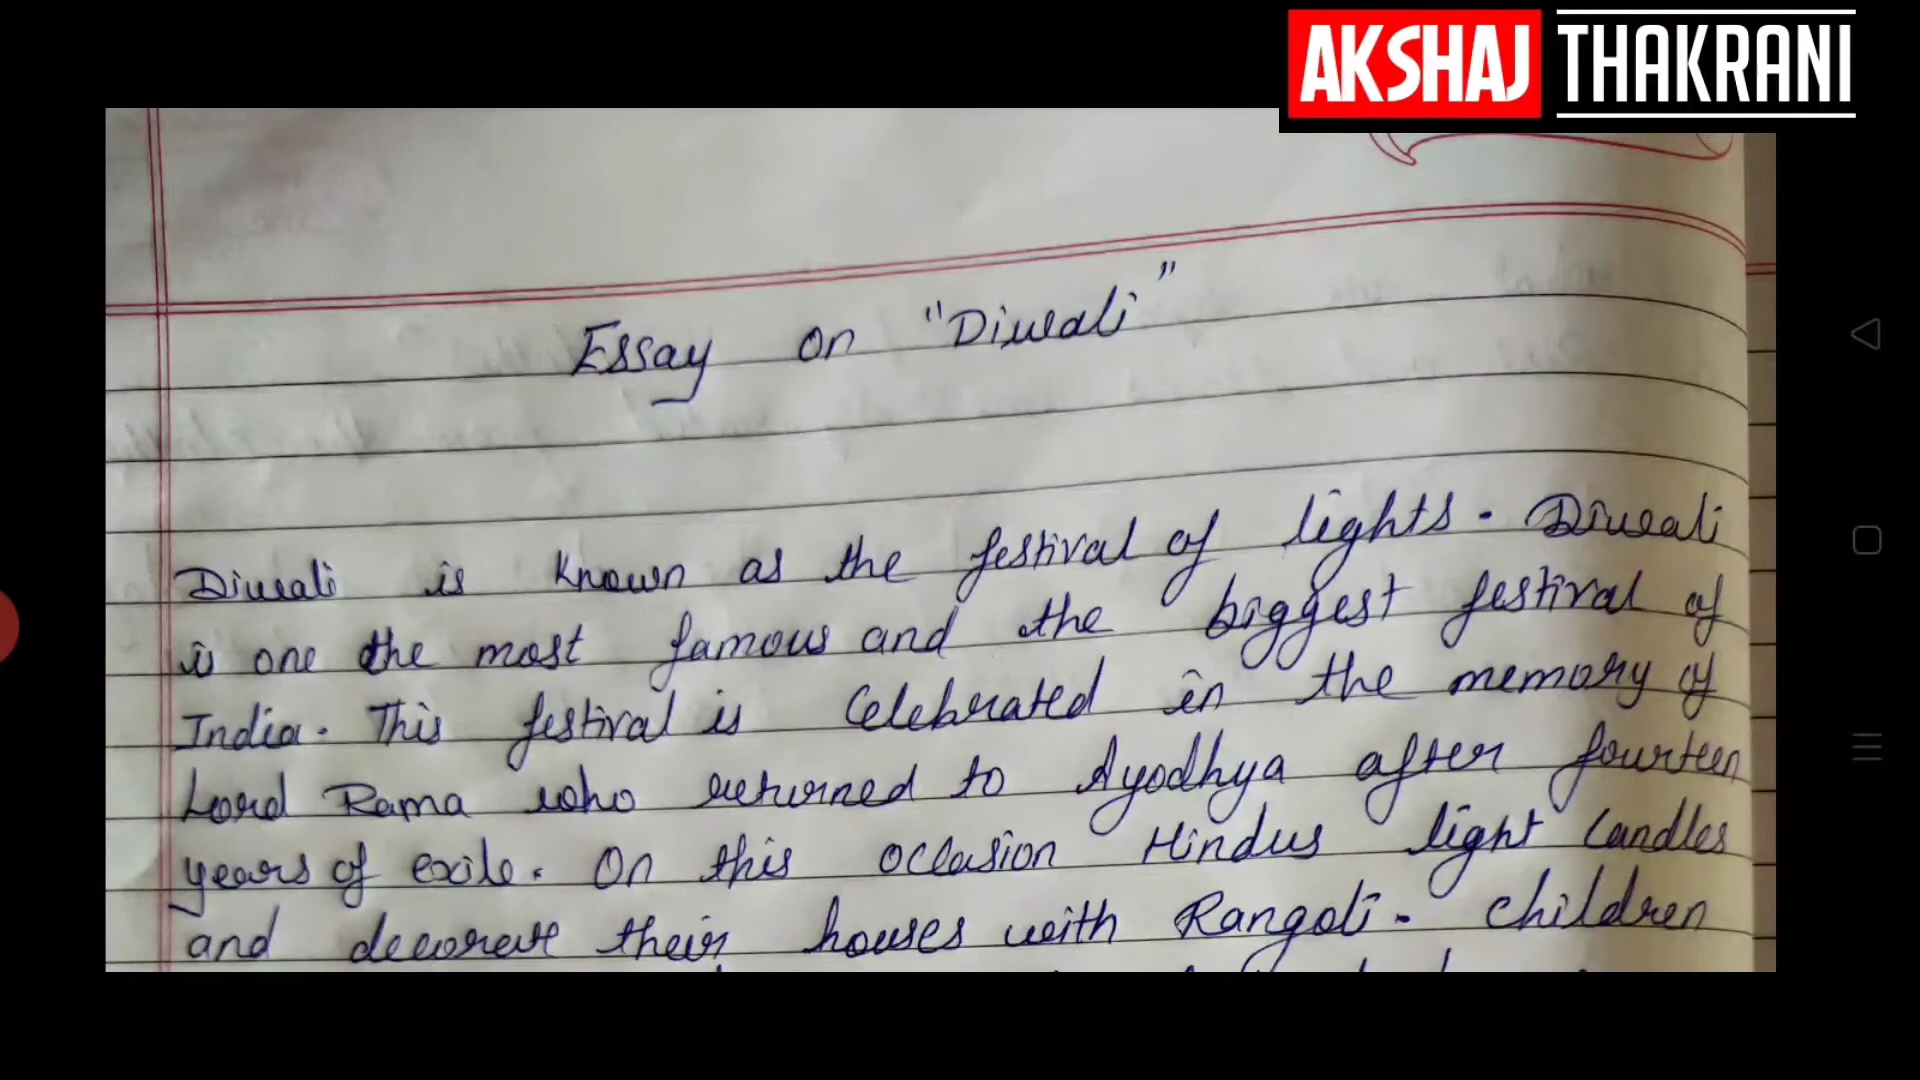 AKSHAJ THAKRANI
Essay on "Diwali"
Diwali is known as the festival of lights. Diwali
is one the most famous and the biggest festival of
India. This festival is Celebrated in the memory of
Lord Rama who returned to Ayodhya after fourteen
years of exile. On this occasion Hindus light Candles
and decorate their houses with Rangoli. children